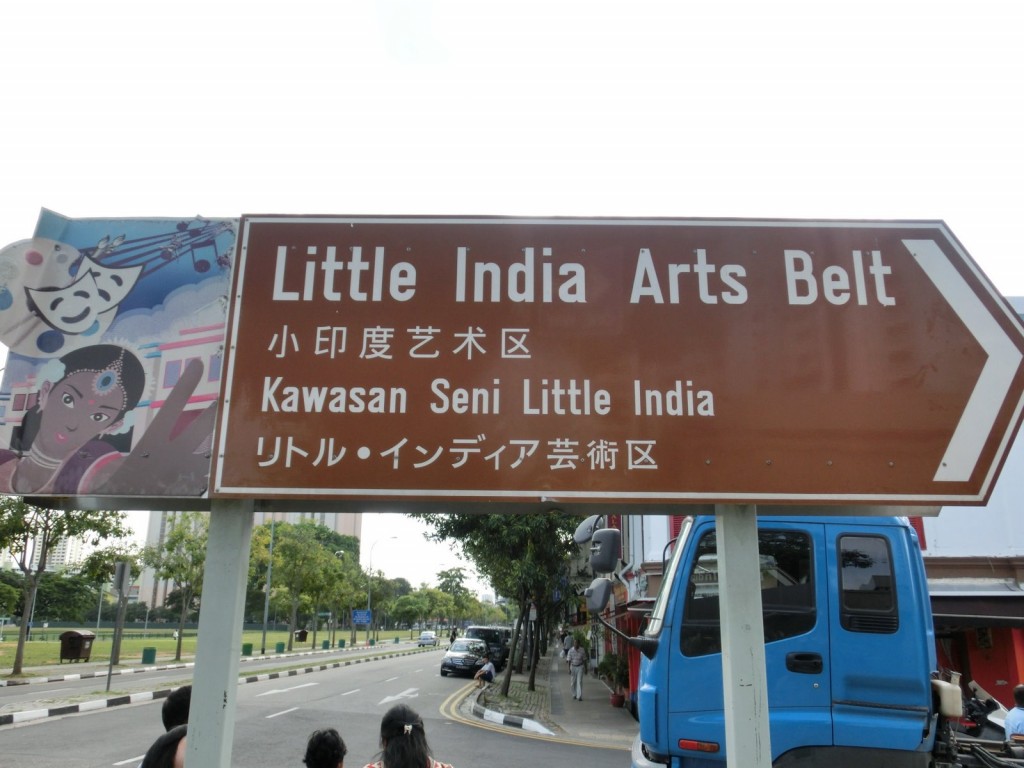 Little India Arts Belt
小印度艺术区
Kawasan Seni Little India
リトル・インディア芸術区